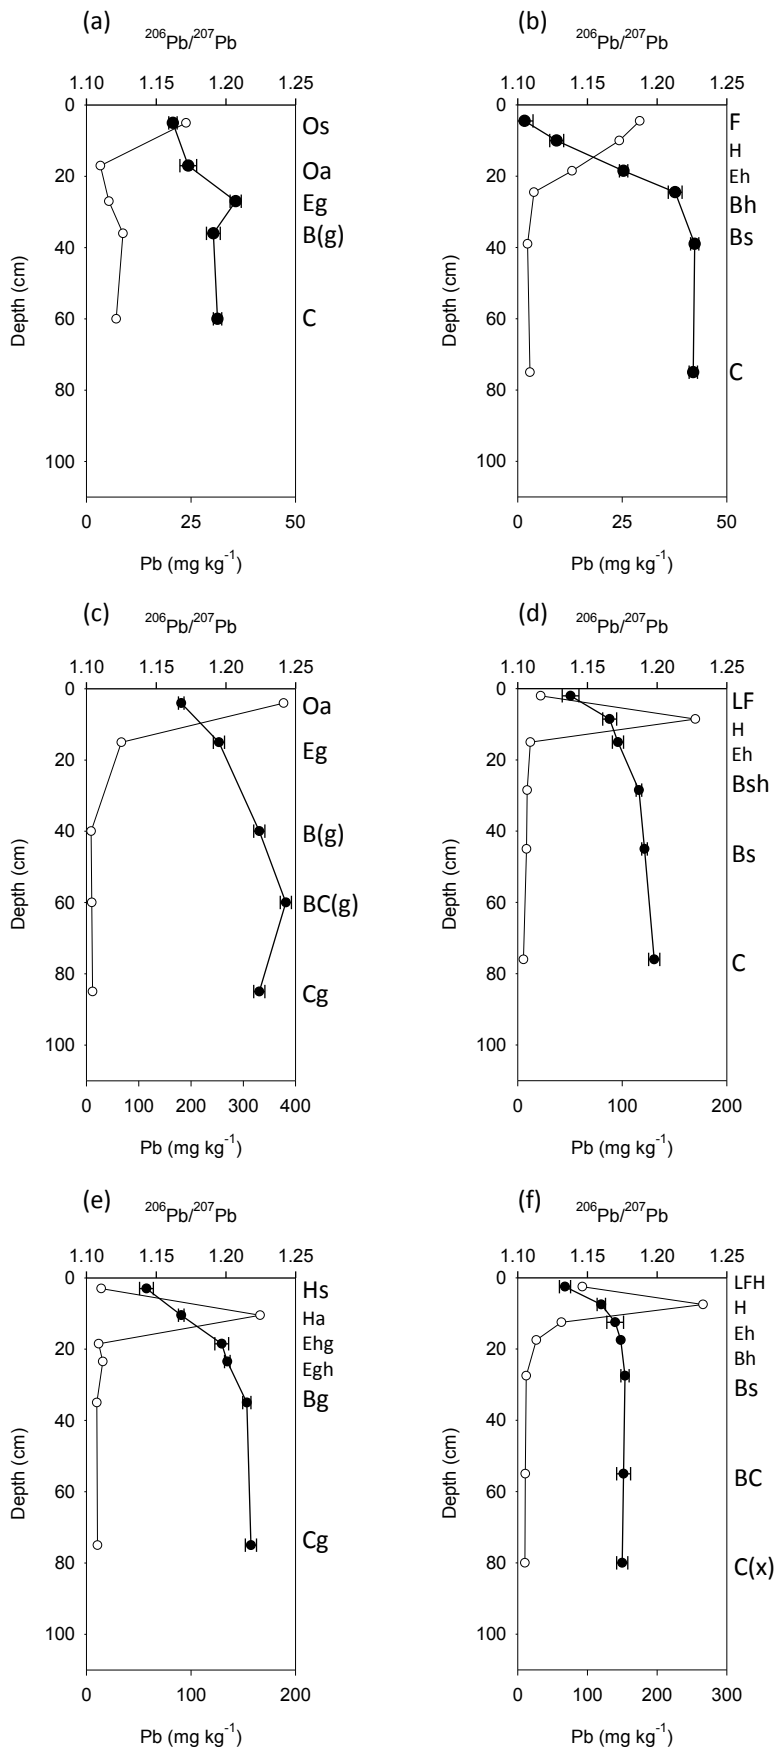 (a)
²⁰⁶Pb/²⁰⁷Pb
1.10 1.15 1.20 1.25
0
20
40
60
80
100
Depth (cm)
Os
Oa
Eg
B(g)
C
0 25 50
Pb (mg kg⁻¹)
(b)
²⁰⁶Pb/²⁰⁷Pb
1.10 1.15 1.20 1.25
0
20
40
60
80
100
Depth (cm)
F
H
Eh
Bh
Bs
C
0 25 50
Pb (mg kg⁻¹)
(c)
²⁰⁶Pb/²⁰⁷Pb
1.10 1.15 1.20 1.25
0
20
40
60
80
100
Depth (cm)
Oa
Eg
B(g)
BC(g)
Cg
0 100 200 300 400
Pb (mg kg⁻¹)
(d)
²⁰⁶Pb/²⁰⁷Pb
1.10 1.15 1.20 1.25
0
20
40
60
80
100
Depth (cm)
LF
H
Eh
Bsh
Bs
C
0 100 200
Pb (mg kg⁻¹)
(e)
²⁰⁶Pb/²⁰⁷Pb
1.10 1.15 1.20 1.25
0
20
40
60
80
100
Depth (cm)
Hs
Ha
Ehg
Egh
Bg
Cg
0 100 200
Pb (mg kg⁻¹)
(f)
²⁰⁶Pb/²⁰⁷Pb
1.10 1.15 1.20 1.25
0
20
40
60
80
100
Depth (cm)
LFH
H
Eh
Bh
Bs
BC
C(x)
0 100 200 300
Pb (mg kg⁻¹)